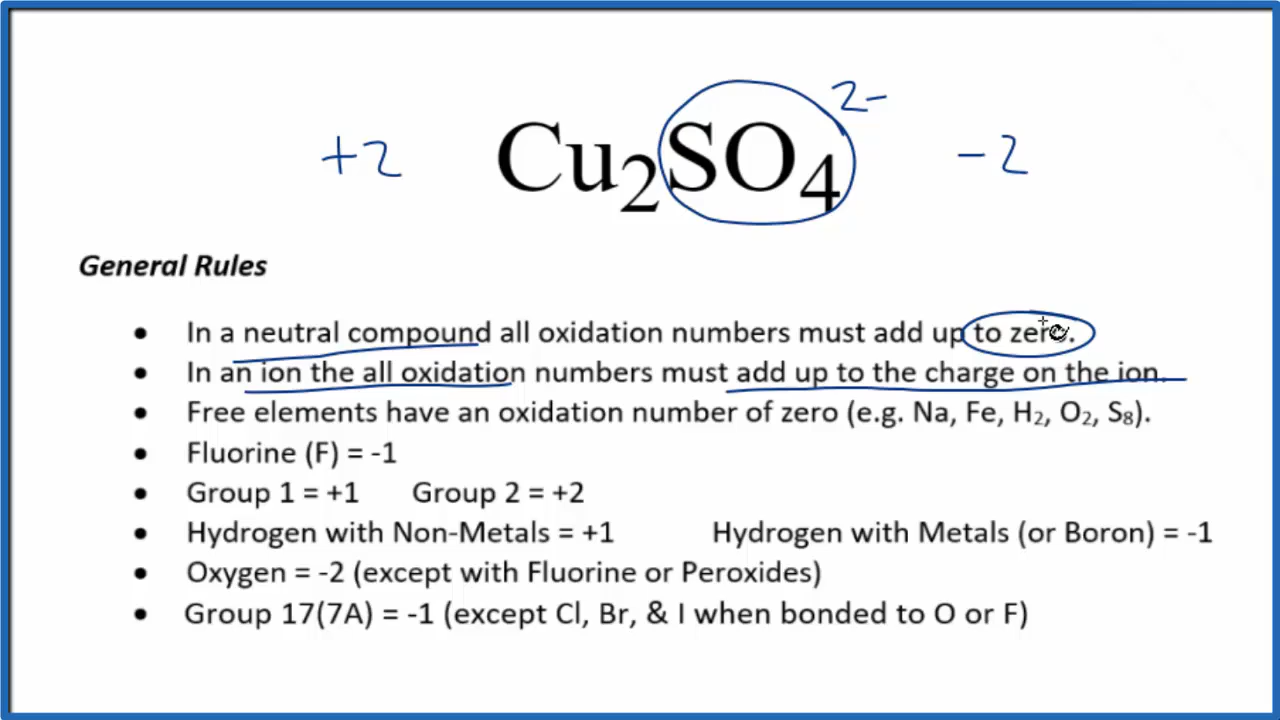 2-
+2 Cu₂SO₄ -2
General Rules
• In a neutral compound all oxidation numbers must add up to zero.
• In an ion the all oxidation numbers must add up to the charge on the ion.
• Free elements have an oxidation number of zero (e.g. Na, Fe, H₂, O₂, S₈).
• Fluorine (F) = -1
• Group 1 = +1 Group 2 = +2
• Hydrogen with Non-Metals = +1 Hydrogen with Metals (or Boron) = -1
• Oxygen = -2 (except with Fluorine or Peroxides)
• Group 17(7A) = -1 (except Cl, Br, & I when bonded to O or F)